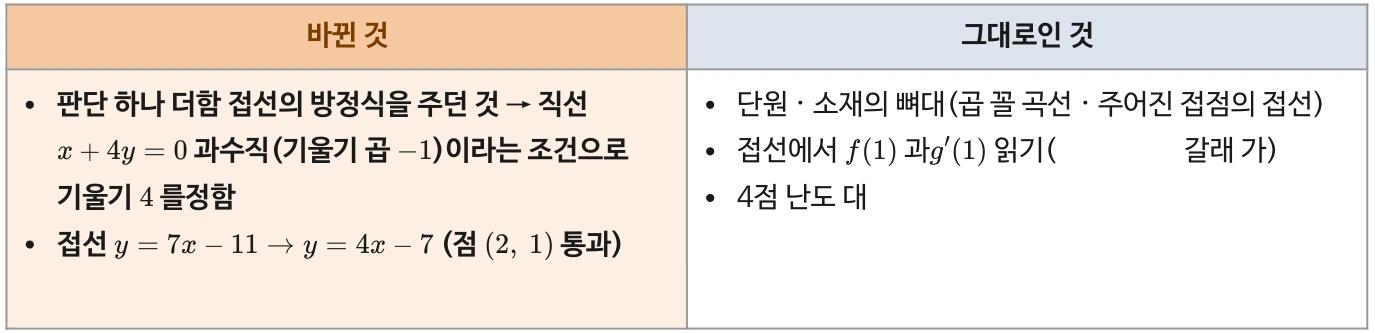 바뀐 것
그대로인 것
• 판단 하나 더함 접선의 방정식을 주던 것 → 직선
x + 4y = 0 과수직(기울기 곱 −1)이라는 조건으로
기울기 4 를정함
• 접선 y = 7x − 11 → y = 4x − 7 (점 (2, 1) 통과)
• 단원 · 소재의 뼈대(곱 꼴 곡선 · 주어진 접점의 접선)
• 접선에서 f(1) 과g′(1) 읽기( 갈래 가)
• 4점 난도 대